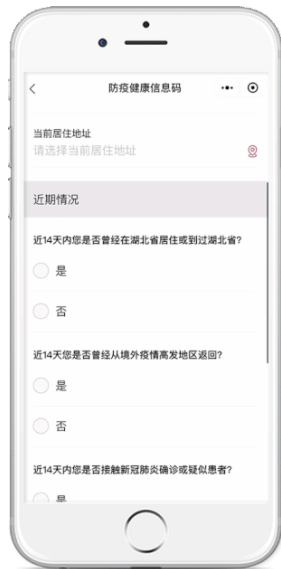 防疫健康信息码
当前居住地址
请选择当前居住地址
近期情况
近14天内您是否曾经在湖北省居住或到过湖北省?
是
否
近14天您是否曾经从境外疫情高发地区返回?
是
否
近14天内您是否接触新冠肺炎确诊或疑似患者?
是